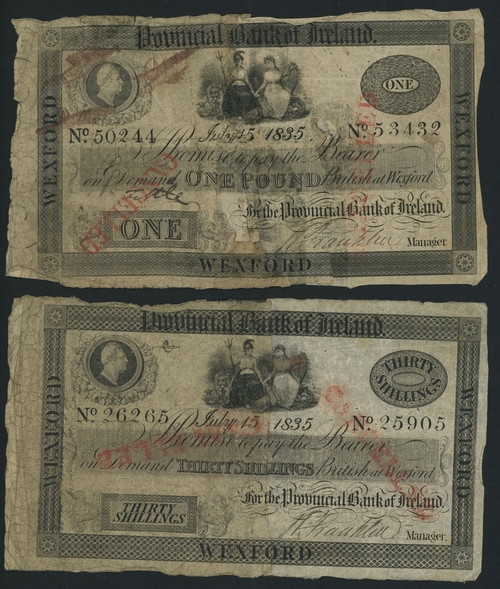 Provincial Bank of Ireland.
ONE
No. 50244 July 15 1835 No. 53432
I Promise to pay the Bearer
on Demand ONE POUND British at Wexford
For the Provincial Bank of Ireland.
ONE
Manager.
WEXFORD
WEXFORD
WEXFORD
Provincial Bank of Ireland.
THIRTY
SHILLINGS
No. 26265 July 15 1835 No. 25905
I Promise to pay the Bearer
on Demand THIRTY SHILLINGS British at Wexford
For the Provincial Bank of Ireland.
THIRTY
SHILLINGS
Manager.
WEXFORD
WEXFORD
WEXFORD